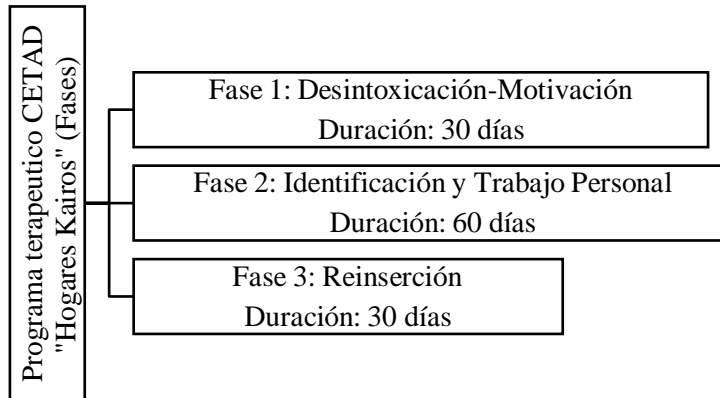 Programa terapeutico CETAD
"Hogares Kairos" (Fases)
Fase 1: Desintoxicación-Motivación
Duración: 30 días
Fase 2: Identificación y Trabajo Personal
Duración: 60 días
Fase 3: Reinserción
Duración: 30 días